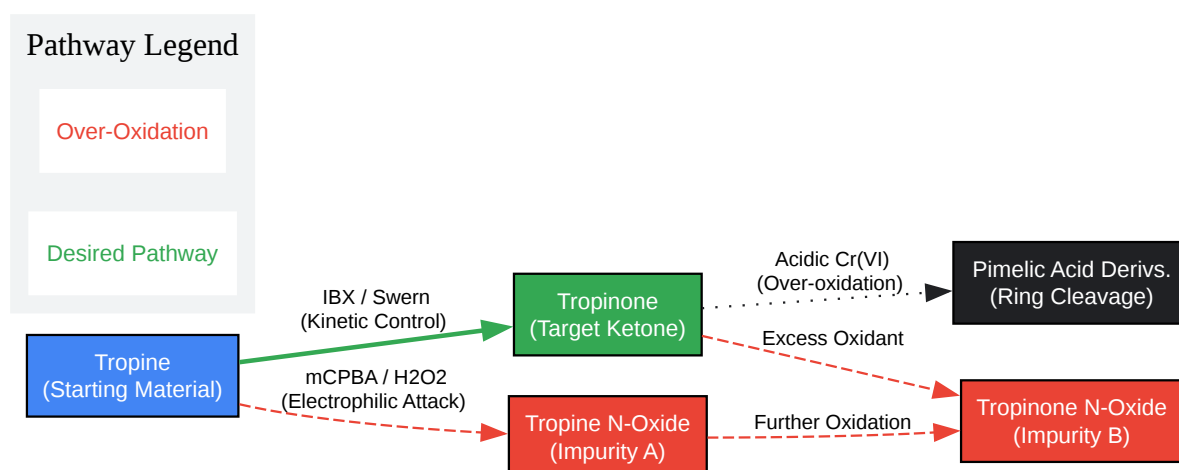 Pathway Legend
Over-Oxidation
Desired Pathway
Tropine
(Starting Material)
IBX / Swern
(Kinetic Control)
mCPBA / H2O2
(Electrophilic Attack)
Tropinone
(Target Ketone)
Tropine N-Oxide
(Impurity A)
Acidic Cr(VI)
(Over-oxidation)
Excess Oxidant
Further Oxidation
Pimelic Acid Derivs.
(Ring Cleavage)
Tropinone N-Oxide
(Impurity B)